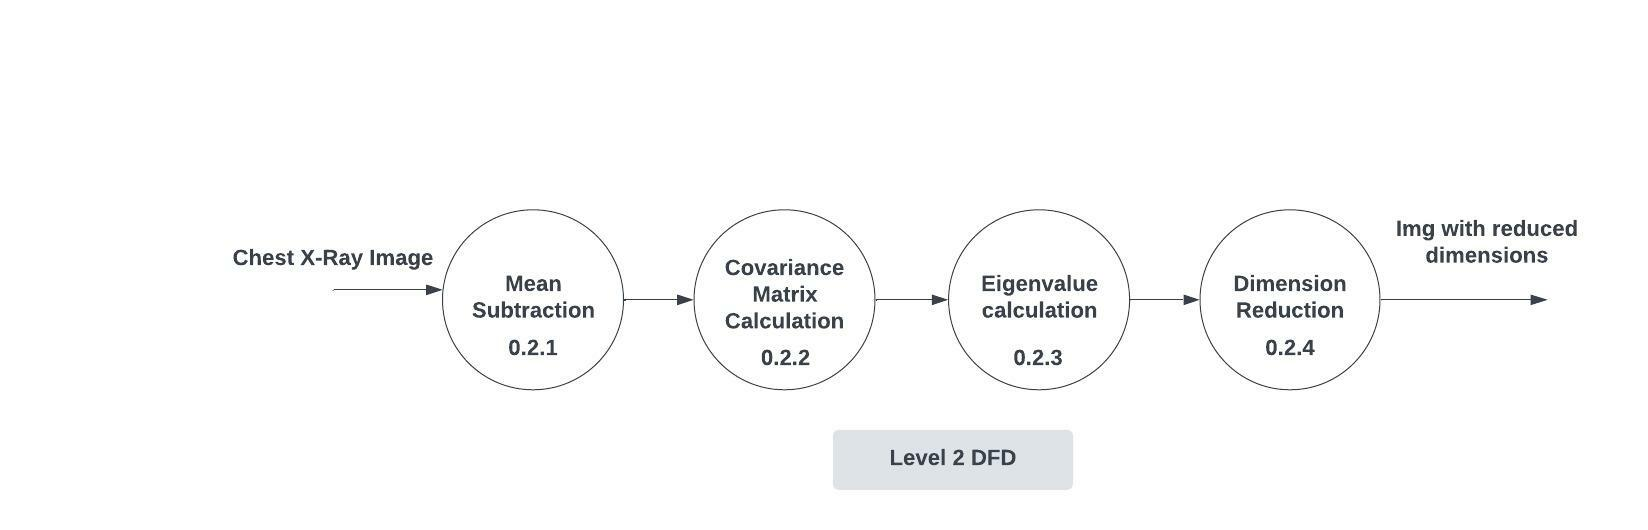 Chest X-Ray Image
Mean
Subtraction
0.2.1
Covariance
Matrix
Calculation
0.2.2
Eigenvalue
calculation
0.2.3
Dimension
Reduction
0.2.4
Img with reduced
dimensions
Level 2 DFD